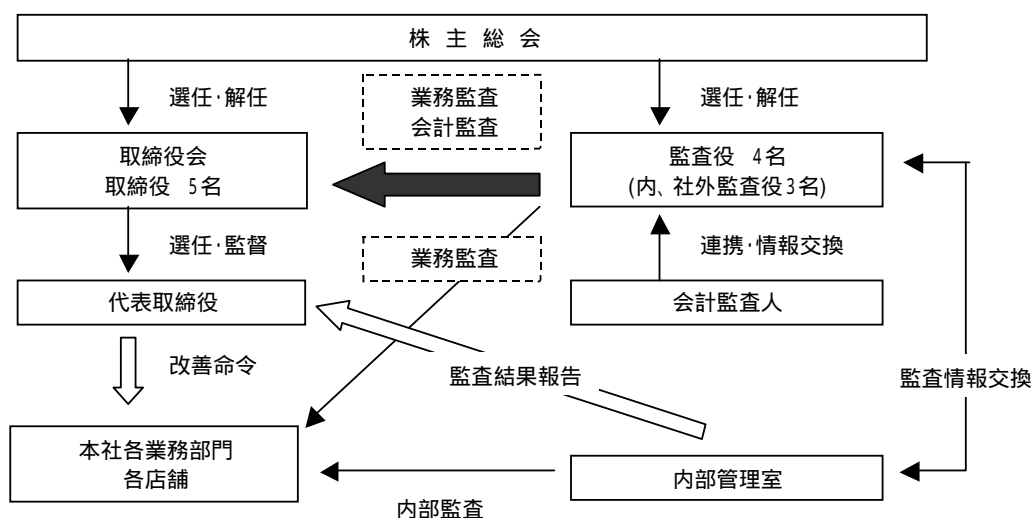 株主総会
選任･解任
業務監査
会計監査
選任･解任
取締役会
取締役 5名
監査役 4名
(内、社外監査役3名)
選任･監督
業務監査
連携･情報交換
代表取締役
会計監査人
改善命令
監査結果報告
監査情報交換
本社各業務部門
各店舗
内部管理室
内部監査